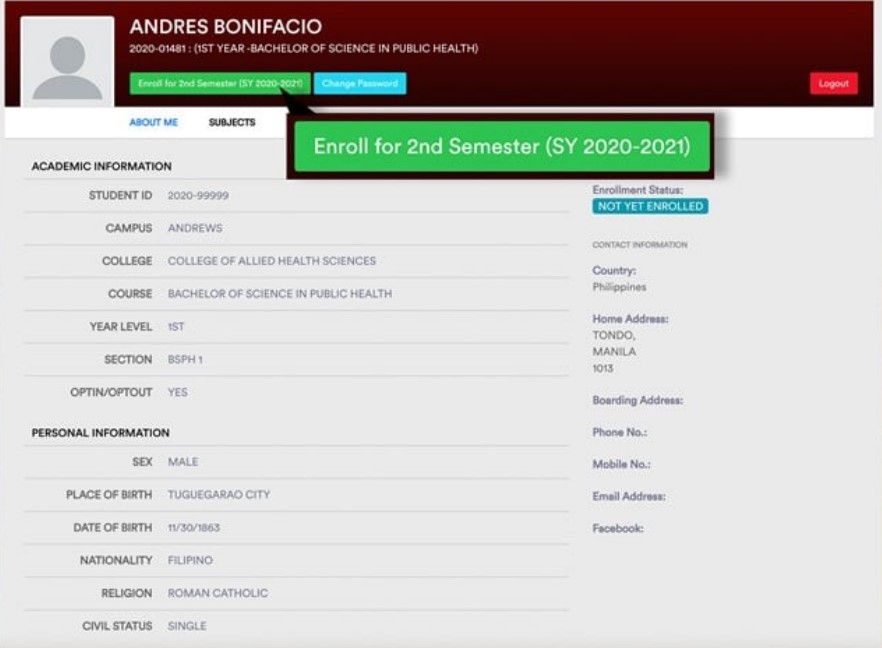 ANDRES BONIFACIO
2020-01481 : (1ST YEAR -BACHELOR OF SCIENCE IN PUBLIC HEALTH)
Enroll for 2nd Semester (SY 2020-2021)
Change Password
Logout
ABOUT ME
SUBJECTS
Enroll for 2nd Semester (SY 2020-2021)
ACADEMIC INFORMATION
STUDENT ID 2020-99999
CAMPUS ANDREWS
COLLEGE COLLEGE OF ALLIED HEALTH SCIENCES
COURSE BACHELOR OF SCIENCE IN PUBLIC HEALTH
YEAR LEVEL 1ST
SECTION BSPH 1
OPTIN/OPTOUT YES
PERSONAL INFORMATION
SEX MALE
PLACE OF BIRTH TUGUEGARAO CITY
DATE OF BIRTH 11/30/1863
NATIONALITY FILIPINO
RELIGION ROMAN CATHOLIC
CIVIL STATUS SINGLE
Enrollment Status:
NOT YET ENROLLED
CONTACT INFORMATION
Country:
Philippines
Home Address:
TONDO,
MANILA
1013
Boarding Address:
Phone No.:
Mobile No.:
Email Address:
Facebook: